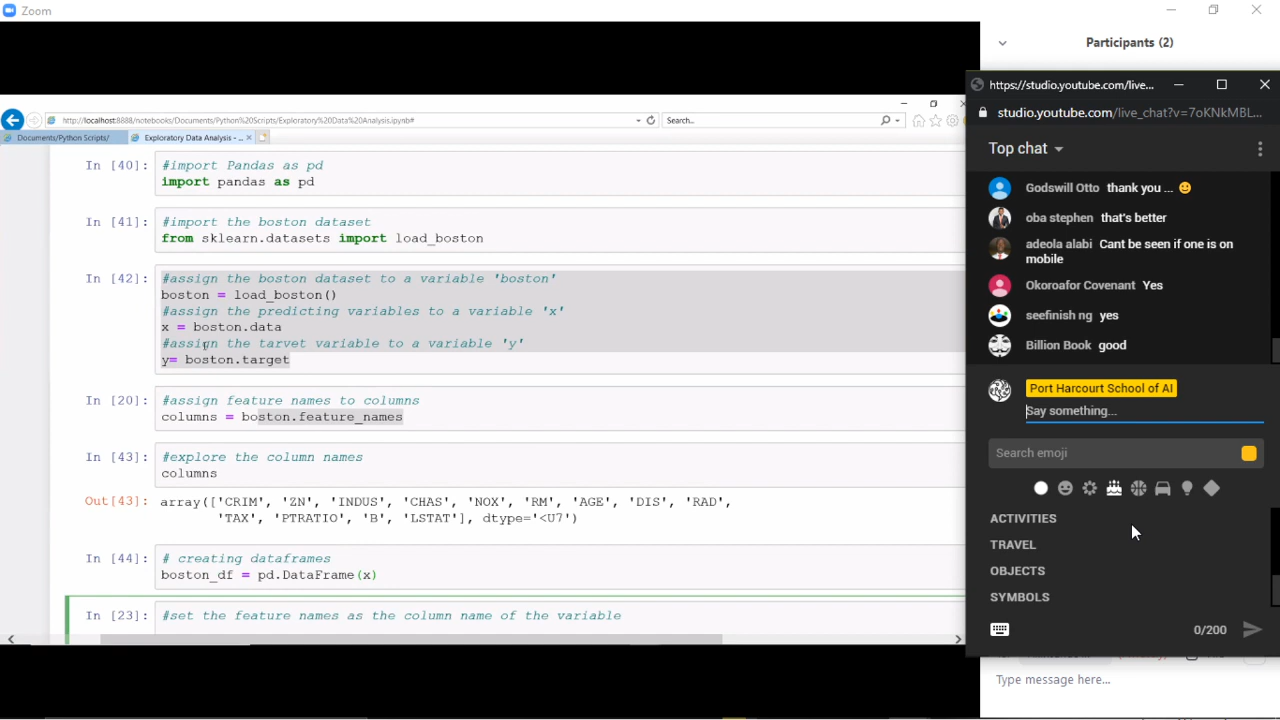 Zoom
Participants (2)
https://studio.youtube.com/live...
studio.youtube.com/live_chat?v=7oKNkMBL...
http://localhost:8888/notebooks/Documents/Python%20Scripts/Exploratory%20Data%20Analysis.ipynb#
Search...
Documents/Python Scripts/
Exploratory Data Analysis - ...
Top chat
In [40]: #import Pandas as pd
import pandas as pd
In [41]: #import the boston dataset
from sklearn.datasets import load_boston
In [42]: #assign the boston dataset to a variable 'boston'
boston = load_boston()
#assign the predicting variables to a variable 'x'
x = boston.data
#assign the tarvet variable to a variable 'y'
y= boston.target
In [20]: #assign feature names to columns
columns = boston.feature_names
In [43]: #explore the column names
columns
Out[43]: array(['CRIM', 'ZN', 'INDUS', 'CHAS', 'NOX', 'RM', 'AGE', 'DIS', 'RAD',
'TAX', 'PTRATIO', 'B', 'LSTAT'], dtype='<U7')
In [44]: # creating dataframes
boston_df = pd.DataFrame(x)
In [23]: #set the feature names as the column name of the variable
Godswill Otto thank you ...
oba stephen that's better
adeola alabi Cant be seen if one is on
mobile
Okoroafor Covenant Yes
seefinish ng yes
Billion Book good
Port Harcourt School of AI
Say something...
Search emoji
ACTIVITIES
TRAVEL
OBJECTS
SYMBOLS
0/200
Type message here...